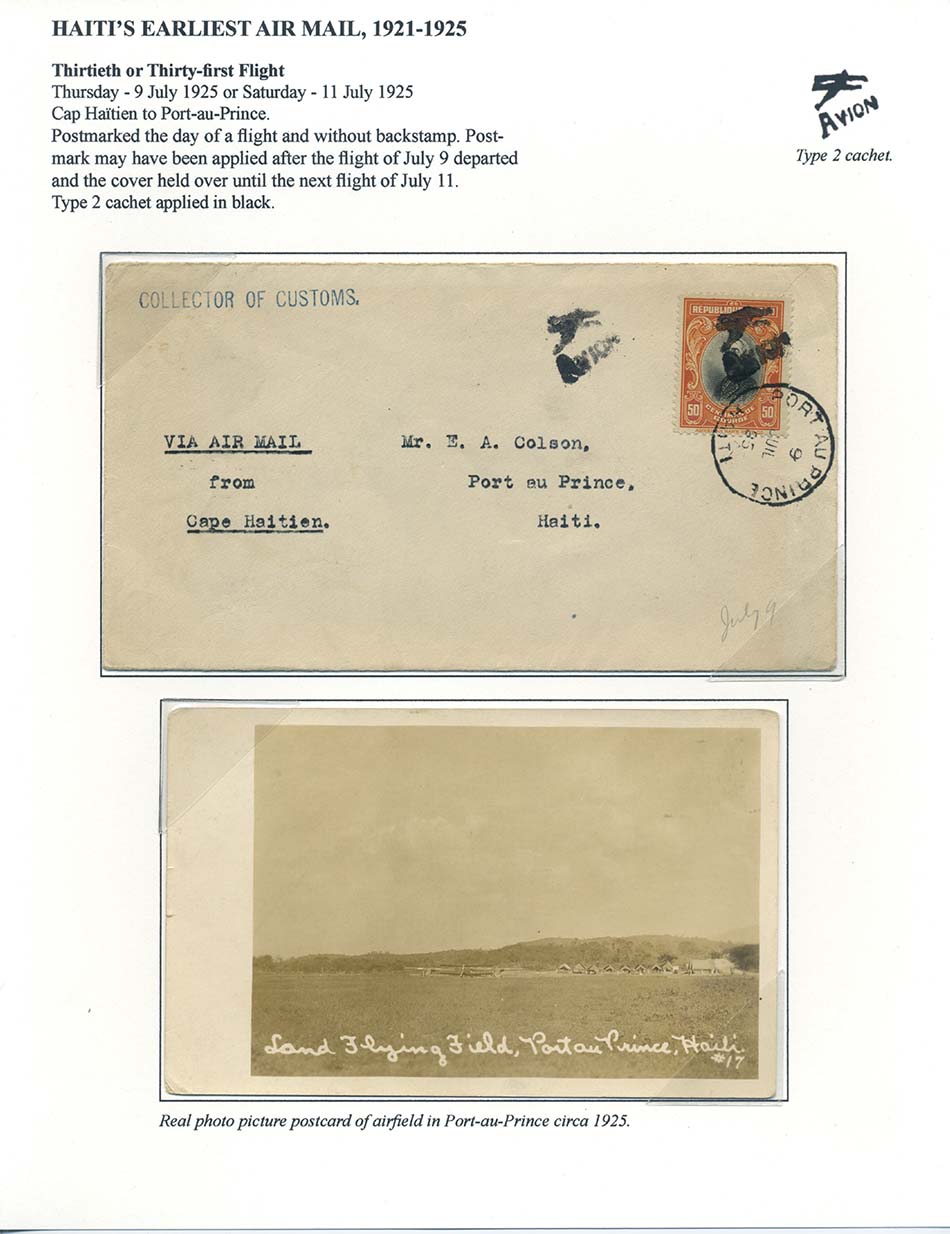 HAITI'S EARLIEST AIR MAIL, 1921-1925
Thirtieth or Thirty-first Flight
Thursday - 9 July 1925 or Saturday - 11 July 1925
Cap Haïtien to Port-au-Prince.
Postmarked the day of a flight and without backstamp. Post-
mark may have been applied after the flight of July 9 departed
and the cover held over until the next flight of July 11.
Type 2 cachet applied in black.
AVION
Type 2 cachet.
COLLECTOR OF CUSTOMS.
AVION
REPUBLIQUE
50 50
CENTIMES DE
GOURDE
PORT AU PRINCE
HAITI
9
JUIL
VIA AIR MAIL
from
Cape Haitien.
Mr. E. A. Colson,
Port au Prince,
Haiti.
July 9
Land Flying Field, Port au Prince, Haiti
#17
Real photo picture postcard of airfield in Port-au-Prince circa 1925.